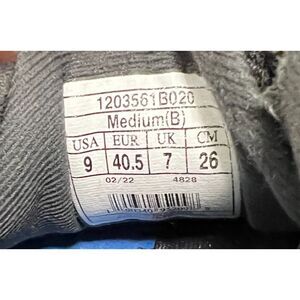 1203561B020
Medium(B)
USA EUR UK CM
9 40.5 7 26
02/22 4828